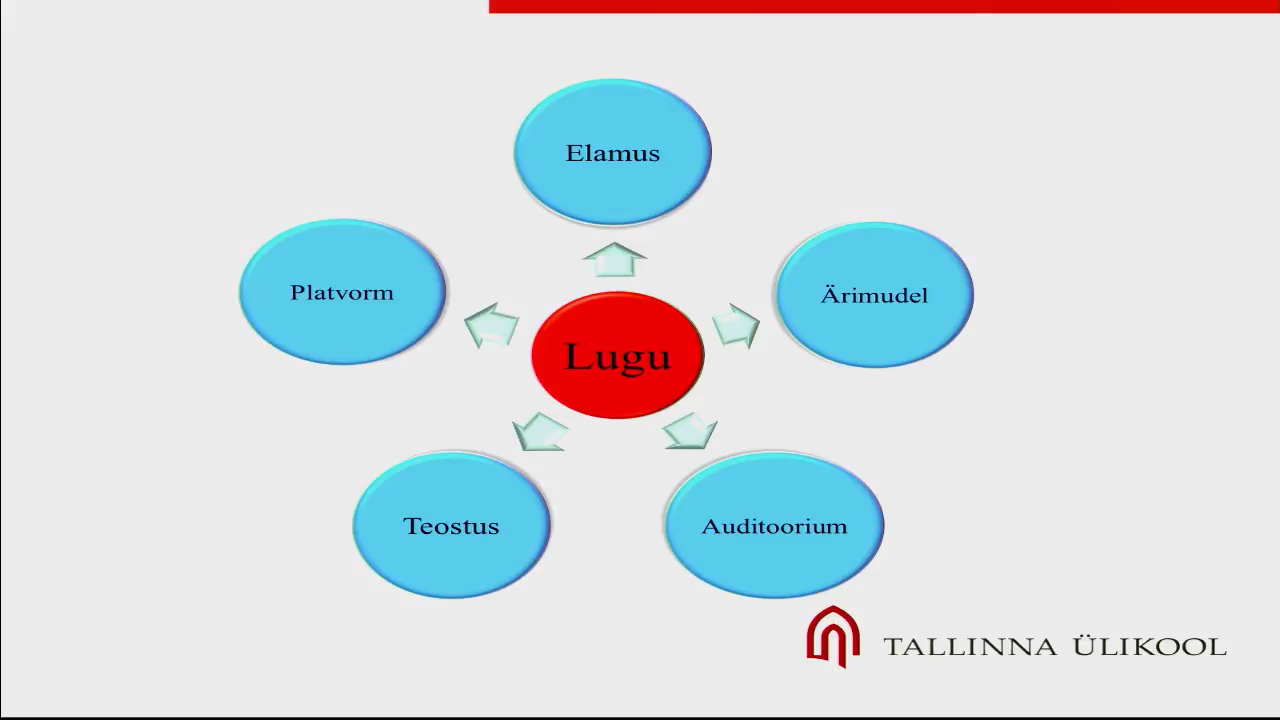 Elamus
Platvorm
Ärimudel
Lugu
Teostus
Auditoorium
TALLINNA ÜLIKOOL